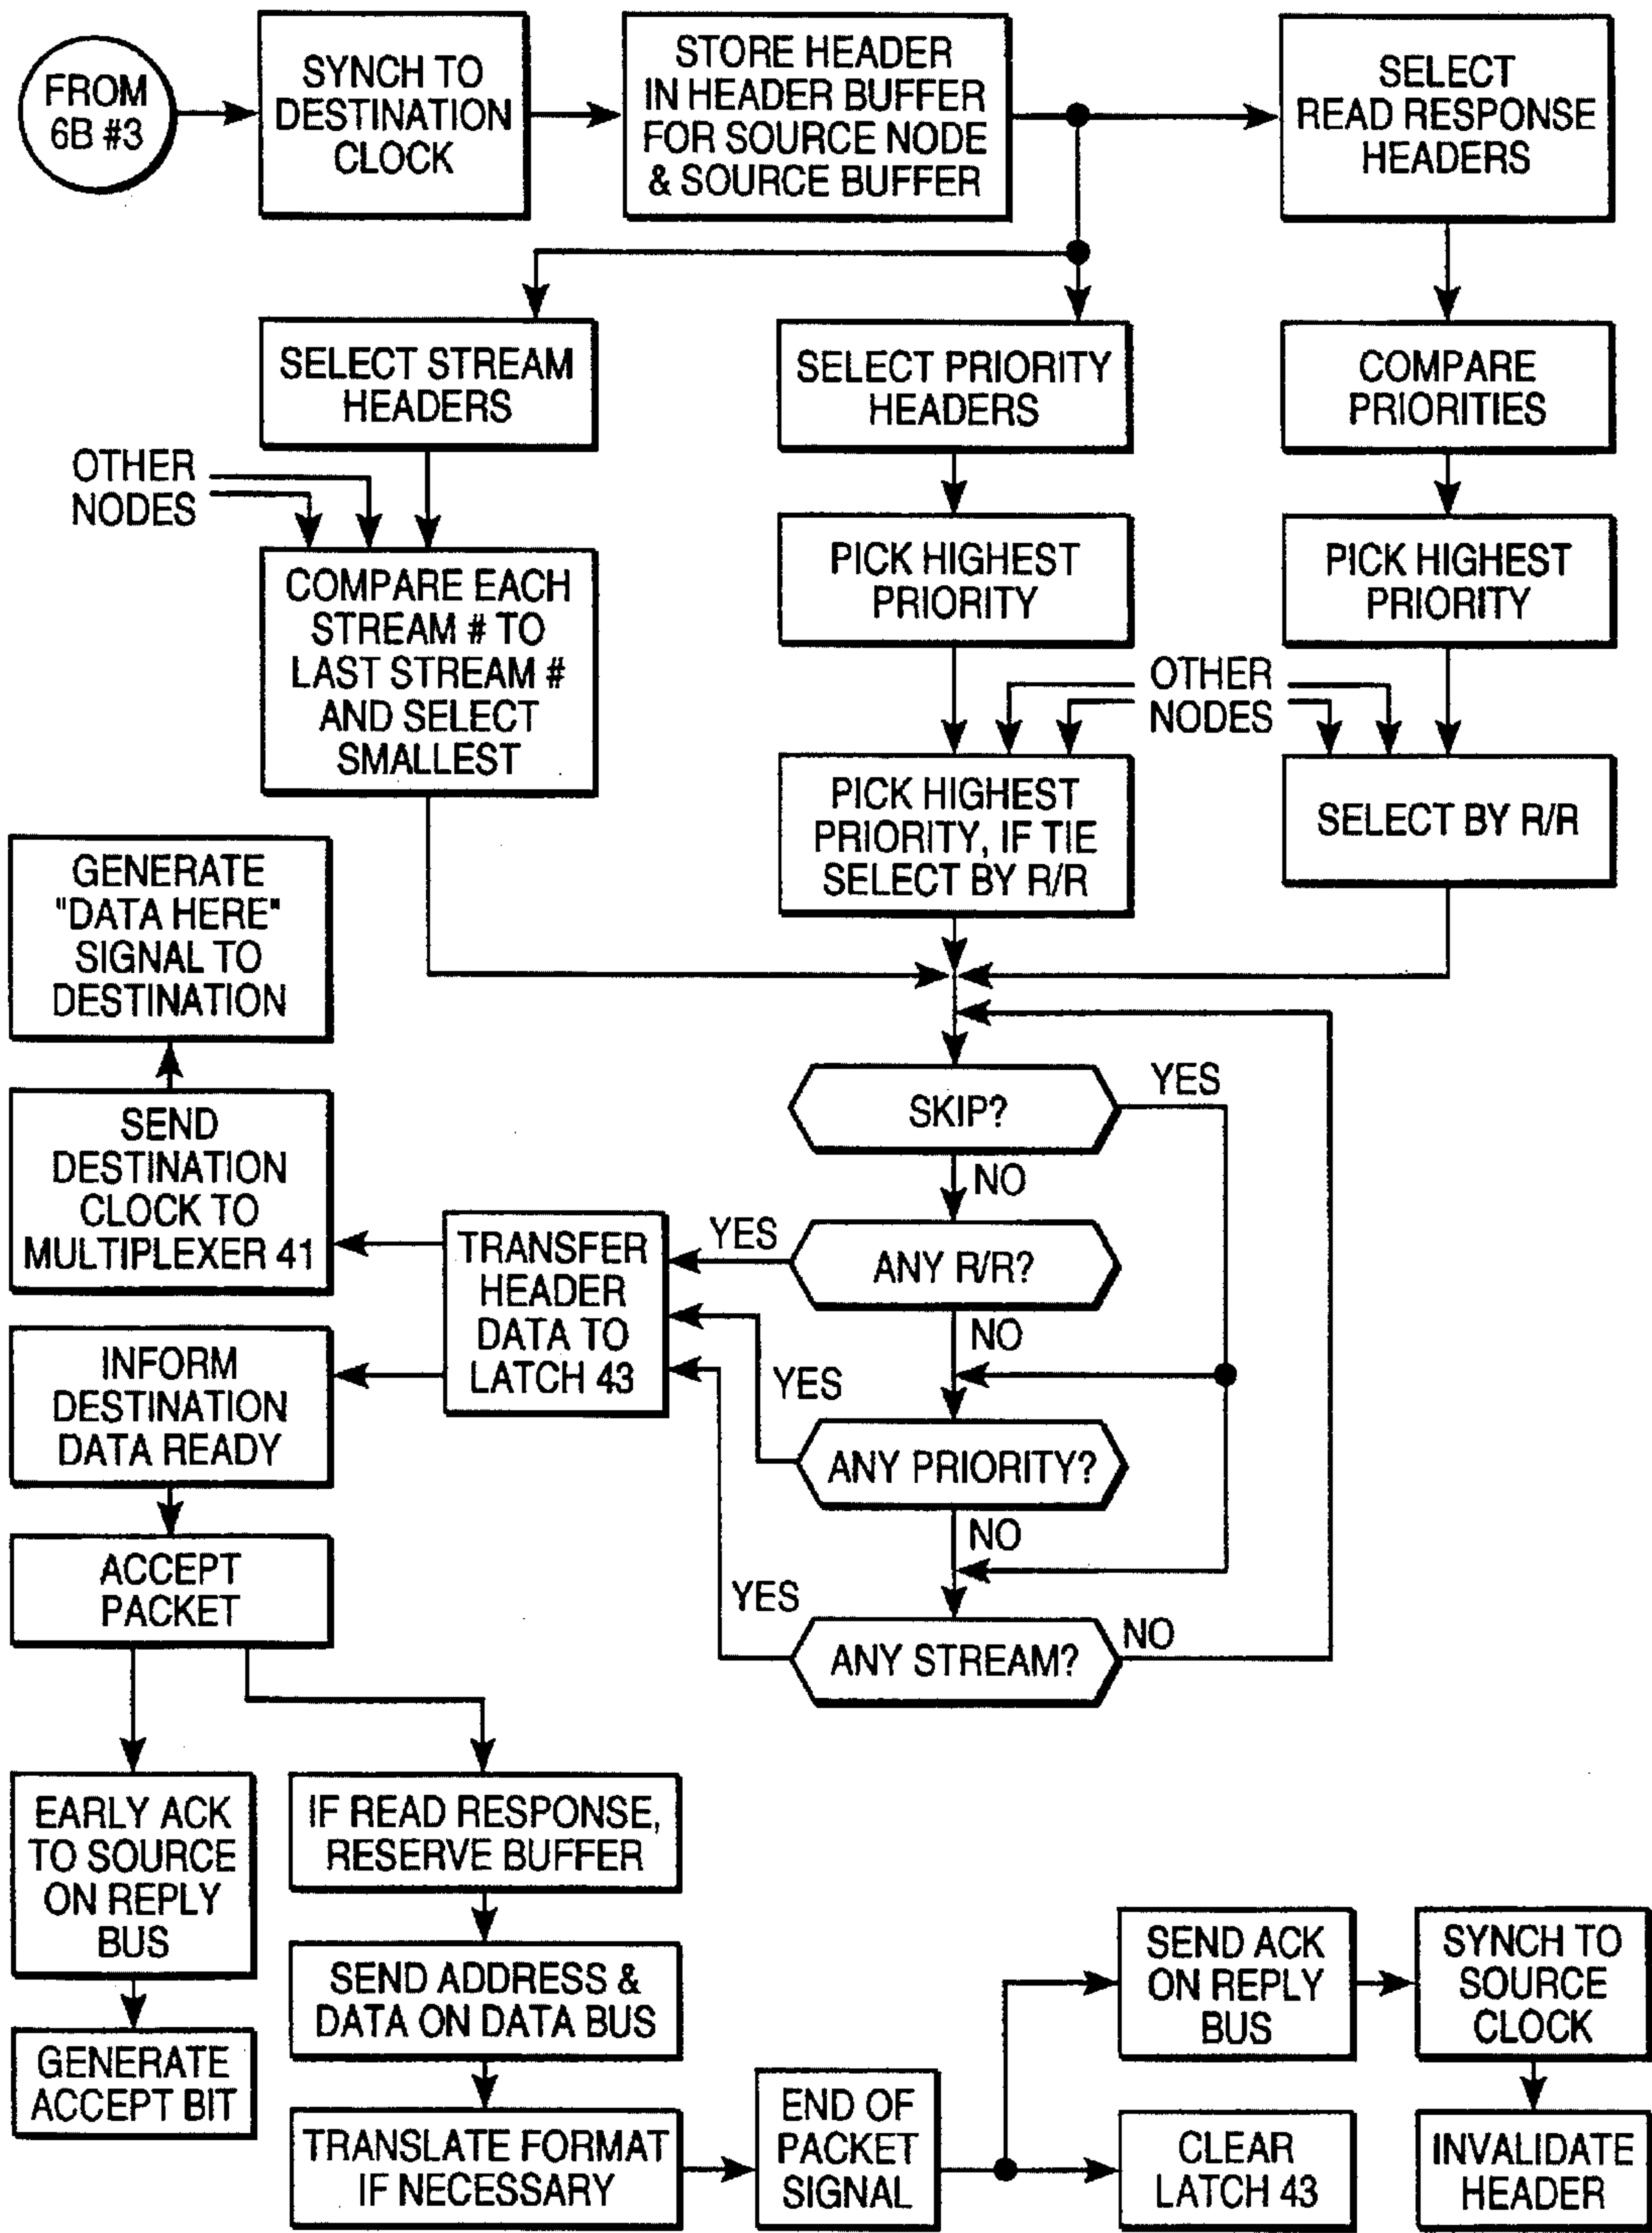 FROM
6B #3
SYNCH TO
DESTINATION
CLOCK
STORE HEADER
IN HEADER BUFFER
FOR SOURCE NODE
& SOURCE BUFFER
SELECT
READ RESPONSE
HEADERS
SELECT STREAM
HEADERS
SELECT PRIORITY
HEADERS
COMPARE
PRIORITIES
OTHER
NODES
PICK HIGHEST
PRIORITY
PICK HIGHEST
PRIORITY
COMPARE EACH
STREAM # TO
LAST STREAM #
AND SELECT
SMALLEST
OTHER
NODES
PICK HIGHEST
PRIORITY, IF TIE
SELECT BY R/R
SELECT BY R/R
GENERATE
"DATA HERE"
SIGNAL TO
DESTINATION
SKIP?
YES
NO
SEND
DESTINATION
CLOCK TO
MULTIPLEXER 41
TRANSFER
HEADER
DATA TO
LATCH 43
YES
ANY R/R?
NO
INFORM
DESTINATION
DATA READY
YES
ANY PRIORITY?
NO
ACCEPT
PACKET
YES
ANY STREAM?
NO
EARLY ACK
TO SOURCE
ON REPLY
BUS
GENERATE
ACCEPT BIT
IF READ RESPONSE,
RESERVE BUFFER
SEND ADDRESS &
DATA ON DATA BUS
TRANSLATE FORMAT
IF NECESSARY
END OF
PACKET
SIGNAL
SEND ACK
ON REPLY
BUS
SYNCH TO
SOURCE
CLOCK
CLEAR
LATCH 43
INVALIDATE
HEADER